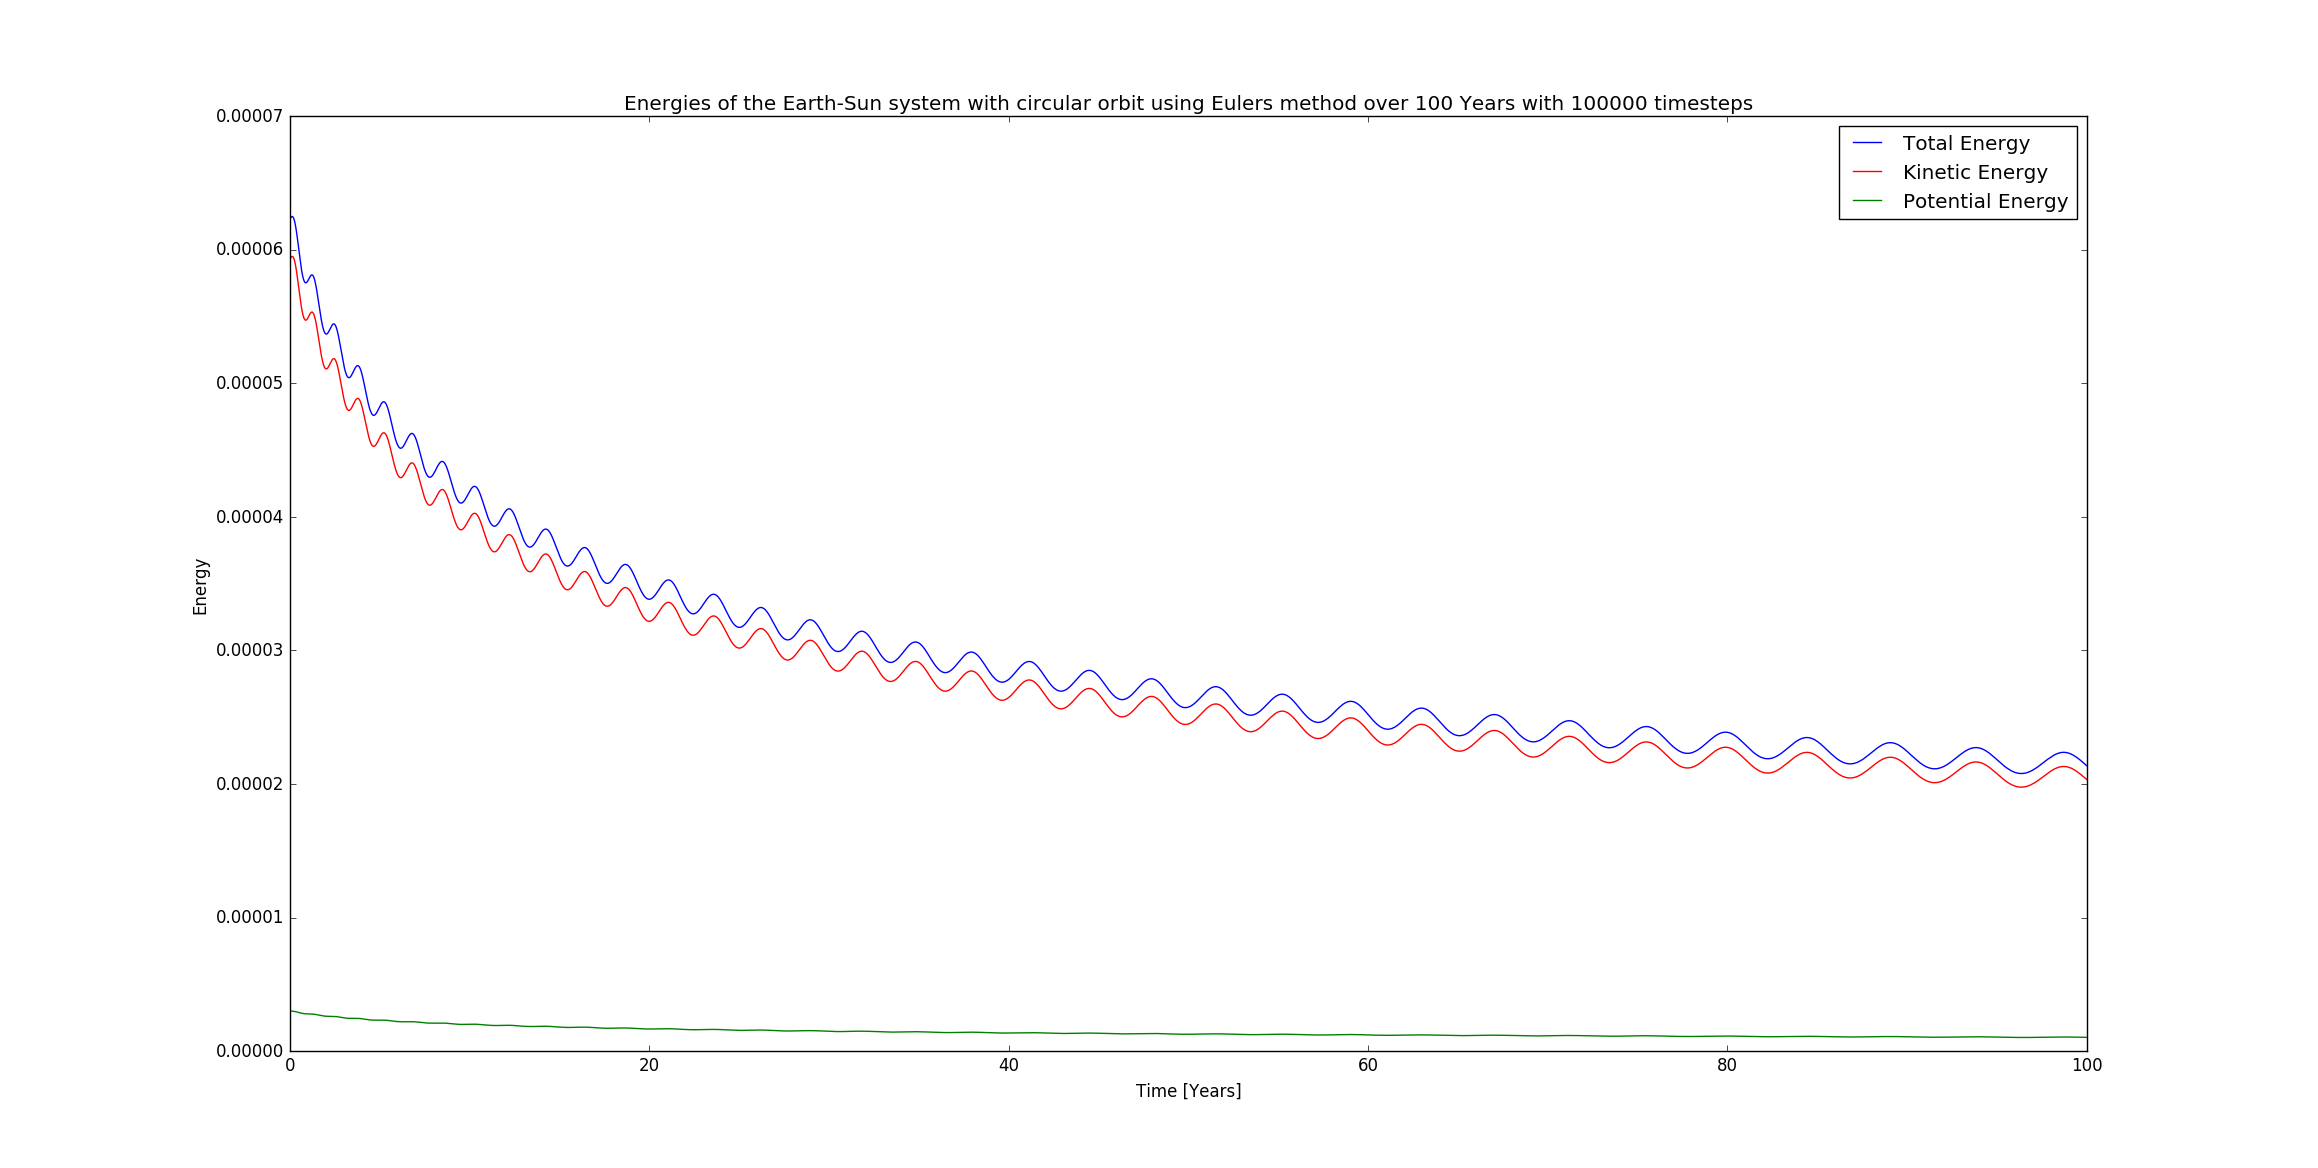 Energies of the Earth-Sun system with circular orbit using Eulers method over 100 Years with 100000 timesteps
0.00007
0.00006
0.00005
0.00004
0.00003
0.00002
0.00001
0.00000
Energy
Total Energy
Kinetic Energy
Potential Energy
0 20 40 60 80 100
Time [Years]